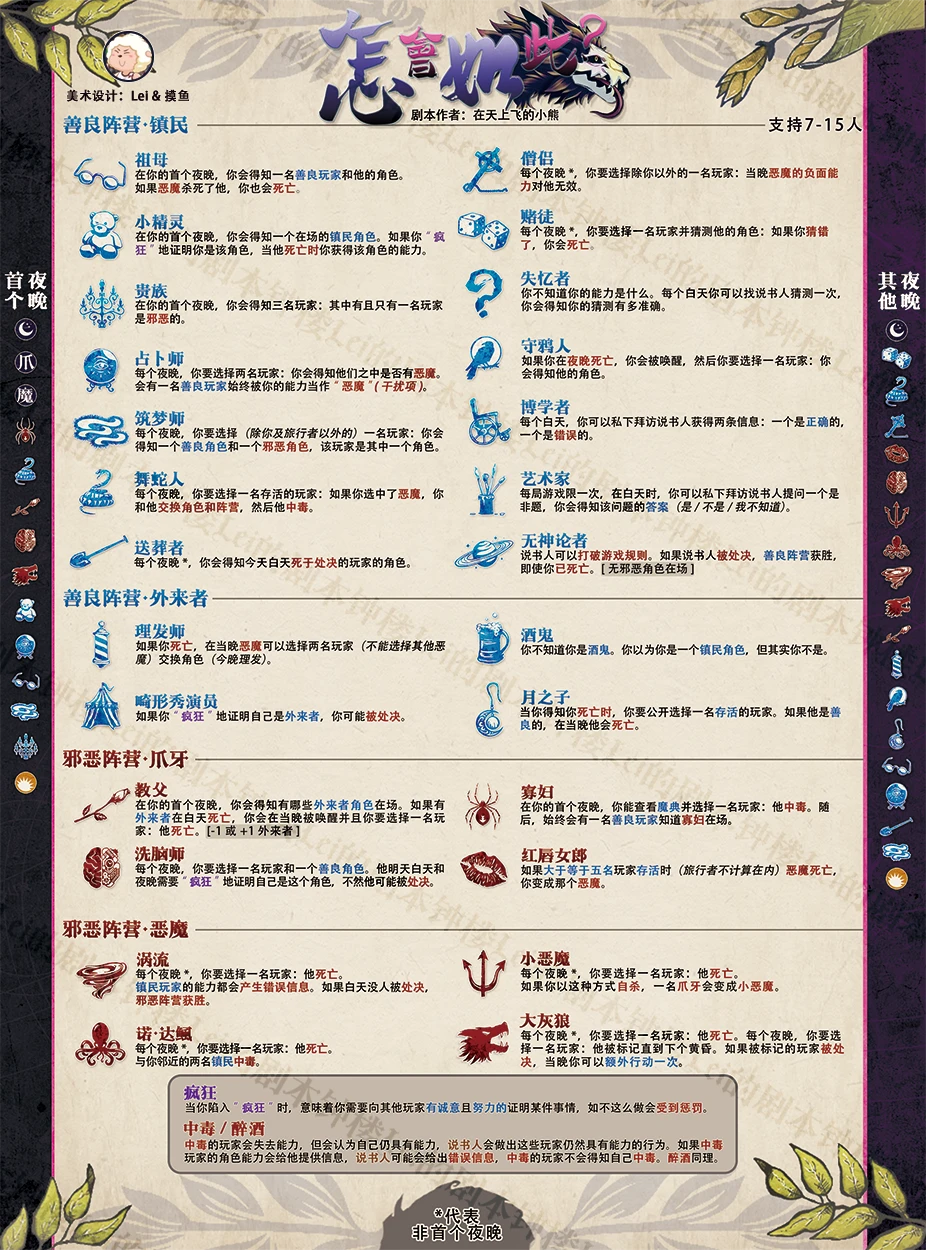 怎會如此?
美术设计：Lei & 摸鱼
剧本作者：在天上飞的小熊
善良阵营·镇民
支持7-15人
祖母
在你的首个夜晚，你会得知一名善良玩家和他的角色。
如果恶魔杀死了他，你也会死亡。
小精灵
在你的首个夜晚，你会得知一个在场的镇民角色。如果你“疯
狂”地证明你是该角色，当他死亡时你获得该角色的能力。
贵族
在你的首个夜晚，你会得知三名玩家：其中有且只有一名玩家
是邪恶的。
占卜师
每个夜晚，你要选择两名玩家：你会得知他们之中是否有恶魔。
会有一名善良玩家始终被你的能力当作“恶魔”(干扰项)。
筑梦师
每个夜晚，你要选择（除你及旅行者以外的）一名玩家：你会
得知一个善良角色和一个邪恶角色，该玩家是其中一个角色。
舞蛇人
每个夜晚，你要选择一名存活的玩家：如果你选中了恶魔，你
和他交换角色和阵营，然后他中毒。
送葬者
每个夜晚*，你会得知今天白天死于处决的玩家的角色。
僧侣
每个夜晚*，你要选择除你以外的一名玩家：当晚恶魔的负面能
力对他无效。
赌徒
每个夜晚*，你要选择一名玩家并猜测他的角色：如果你猜错
了，你会死亡。
失忆者
你不知道你的能力是什么。每个白天你可以找说书人猜测一次，
你会得知你的猜测有多准确。
守鸦人
如果你在夜晚死亡，你会被唤醒，然后你要选择一名玩家：你
会得知他的角色。
博学者
每个白天，你可以私下拜访说书人获得两条信息：一个是正确的，
一个是错误的。
艺术家
每局游戏限一次，在白天时，你可以私下拜访说书人提问一个是
非题，你会得知该问题的答案（是/不是/我不知道）。
无神论者
说书人可以打破游戏规则。如果说书人被处决，善良阵营获胜，
即使你已死亡。[无邪恶角色在场]
善良阵营·外来者
理发师
如果你死亡，在当晚恶魔可以选择两名玩家（不能选择其他恶
魔）交换角色（今晚理发）。
畸形秀演员
如果你“疯狂”地证明自己是外来者，你可能被处决。
酒鬼
你不知道你是酒鬼。你以为你是一个镇民角色，但其实你不是。
月之子
当你得知你死亡时，你要公开选择一名存活的玩家。如果他是善
良的，在当晚他会死亡。
邪恶阵营·爪牙
教父
在你的首个夜晚，你会得知有哪些外来者角色在场。如果有
外来者在白天死亡，你会在当晚被唤醒并且你要选择一名玩
家：他死亡。[-1 或 +1 外来者]
洗脑师
每个夜晚，你要选择一名玩家和一个善良角色。他明天白天和
夜晚需要“疯狂”地证明自己是这个角色，不然他可能被处决。
寡妇
在你的首个夜晚，你能查看魔典并选择一名玩家：他中毒。随
后，始终会有一名善良玩家知道寡妇在场。
红唇女郎
如果大于等于五名玩家存活时（旅行者不计算在内）恶魔死亡，
你变成那个恶魔。
邪恶阵营·恶魔
涡流
每个夜晚*，你要选择一名玩家：他死亡。
镇民玩家的能力都会产生错误信息。如果白天没人被处决，
邪恶阵营获胜。
诺·达鲺
每个夜晚*，你要选择一名玩家：他死亡。
与你邻近的两名镇民中毒。
小恶魔
每个夜晚*，你要选择一名玩家：他死亡。
如果你以这种方式自杀，一名爪牙会变成小恶魔。
大灰狼
每个夜晚*，你要选择一名玩家：他死亡。每个夜晚，你要选
择一名玩家：他被标记直到下个黄昏。如果被标记的玩家被处
决，当晚你可以额外行动一次。
疯狂
当你陷入“疯狂”时，意味着你需要向其他玩家有诚意且努力的证明某件事情，如不这么做会受到惩罚。
中毒 / 醉酒
中毒的玩家会失去能力，但会认为自己仍具有能力，说书人会做出这些玩家仍然具有能力的行为。如果中毒
玩家的角色能力会给他提供信息，说书人可能会给出错误信息，中毒的玩家不会得知自己中毒。醉酒同理。
*代表
非首个夜晚
首个夜晚
爪
魔
其他夜晚